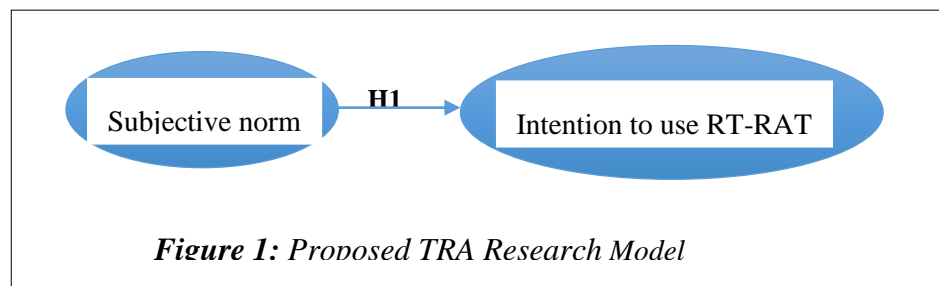 H1
Subjective norm
Intention to use RT-RAT
Figure 1: Proposed TRA Research Model